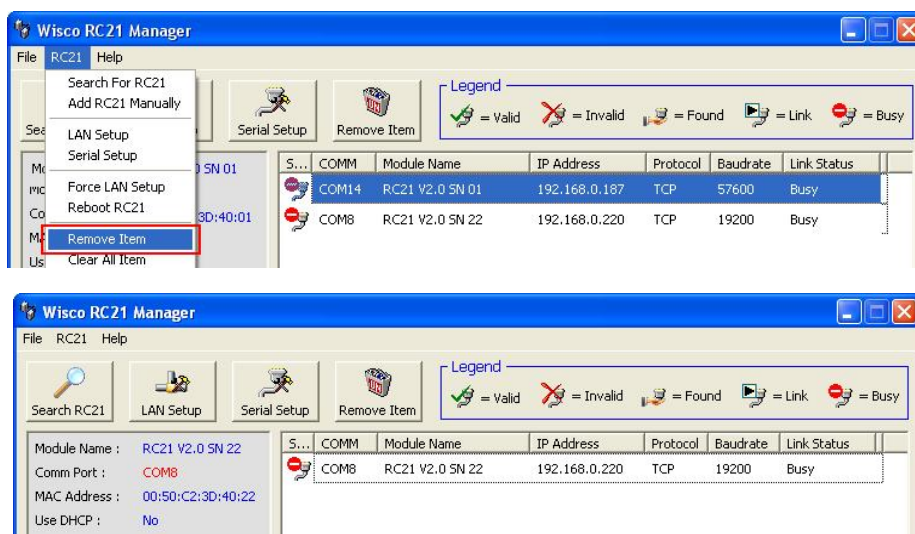 Wisco RC21 Manager
File RC21 Help
Search For RC21
Add RC21 Manually
LAN Setup
Serial Setup
Force LAN Setup
Reboot RC21
Remove Item
Clear All Item
Serial Setup Remove Item
Legend
= Valid = Invalid = Found = Link = Busy
SN 01
3D:40:01
S... COMM Module Name IP Address Protocol Baudrate Link Status
COM14 RC21 V2.0 SN 01 192.168.0.187 TCP 57600 Busy
COM8 RC21 V2.0 SN 22 192.168.0.220 TCP 19200 Busy
Wisco RC21 Manager
File RC21 Help
Search RC21 LAN Setup Serial Setup Remove Item
Legend
= Valid = Invalid = Found = Link = Busy
Module Name : RC21 V2.0 SN 22
Comm Port : COM8
MAC Address : 00:50:C2:3D:40:22
Use DHCP : No
S... COMM Module Name IP Address Protocol Baudrate Link Status
COM8 RC21 V2.0 SN 22 192.168.0.220 TCP 19200 Busy